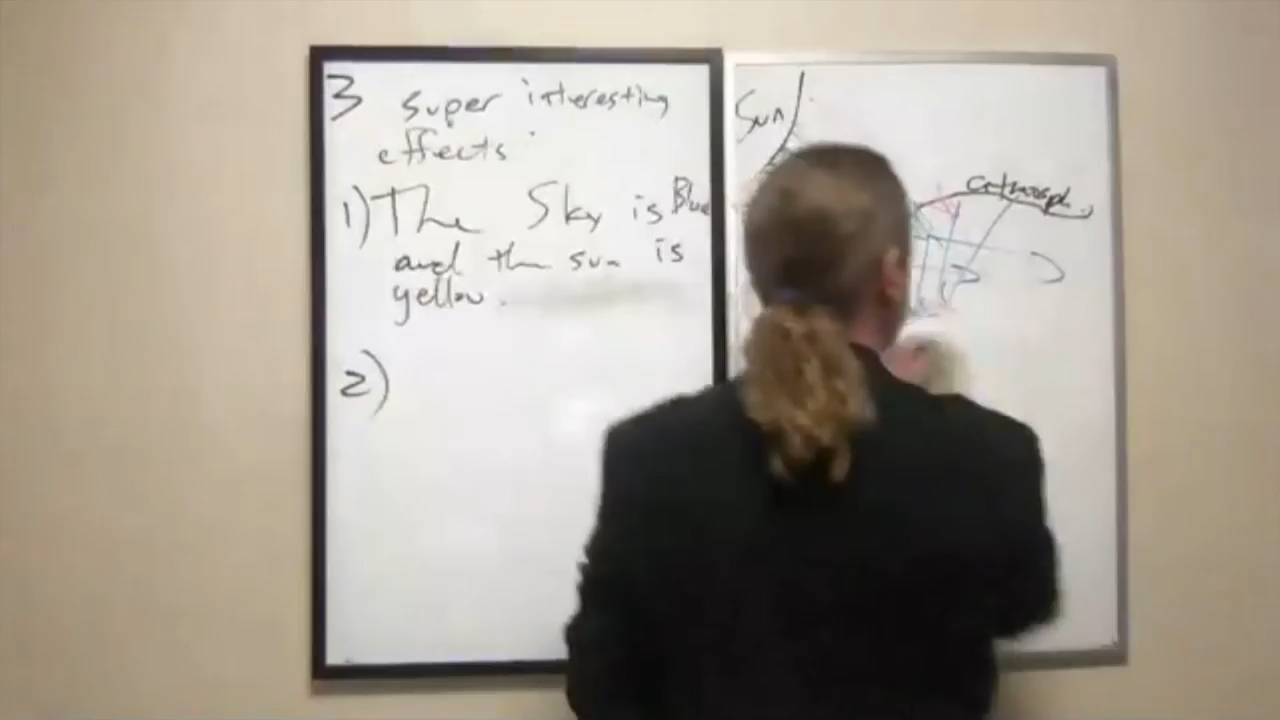 3 super interesting
effects
1) The Sky is Blue
and the sun is
yellow.
2)
Sun